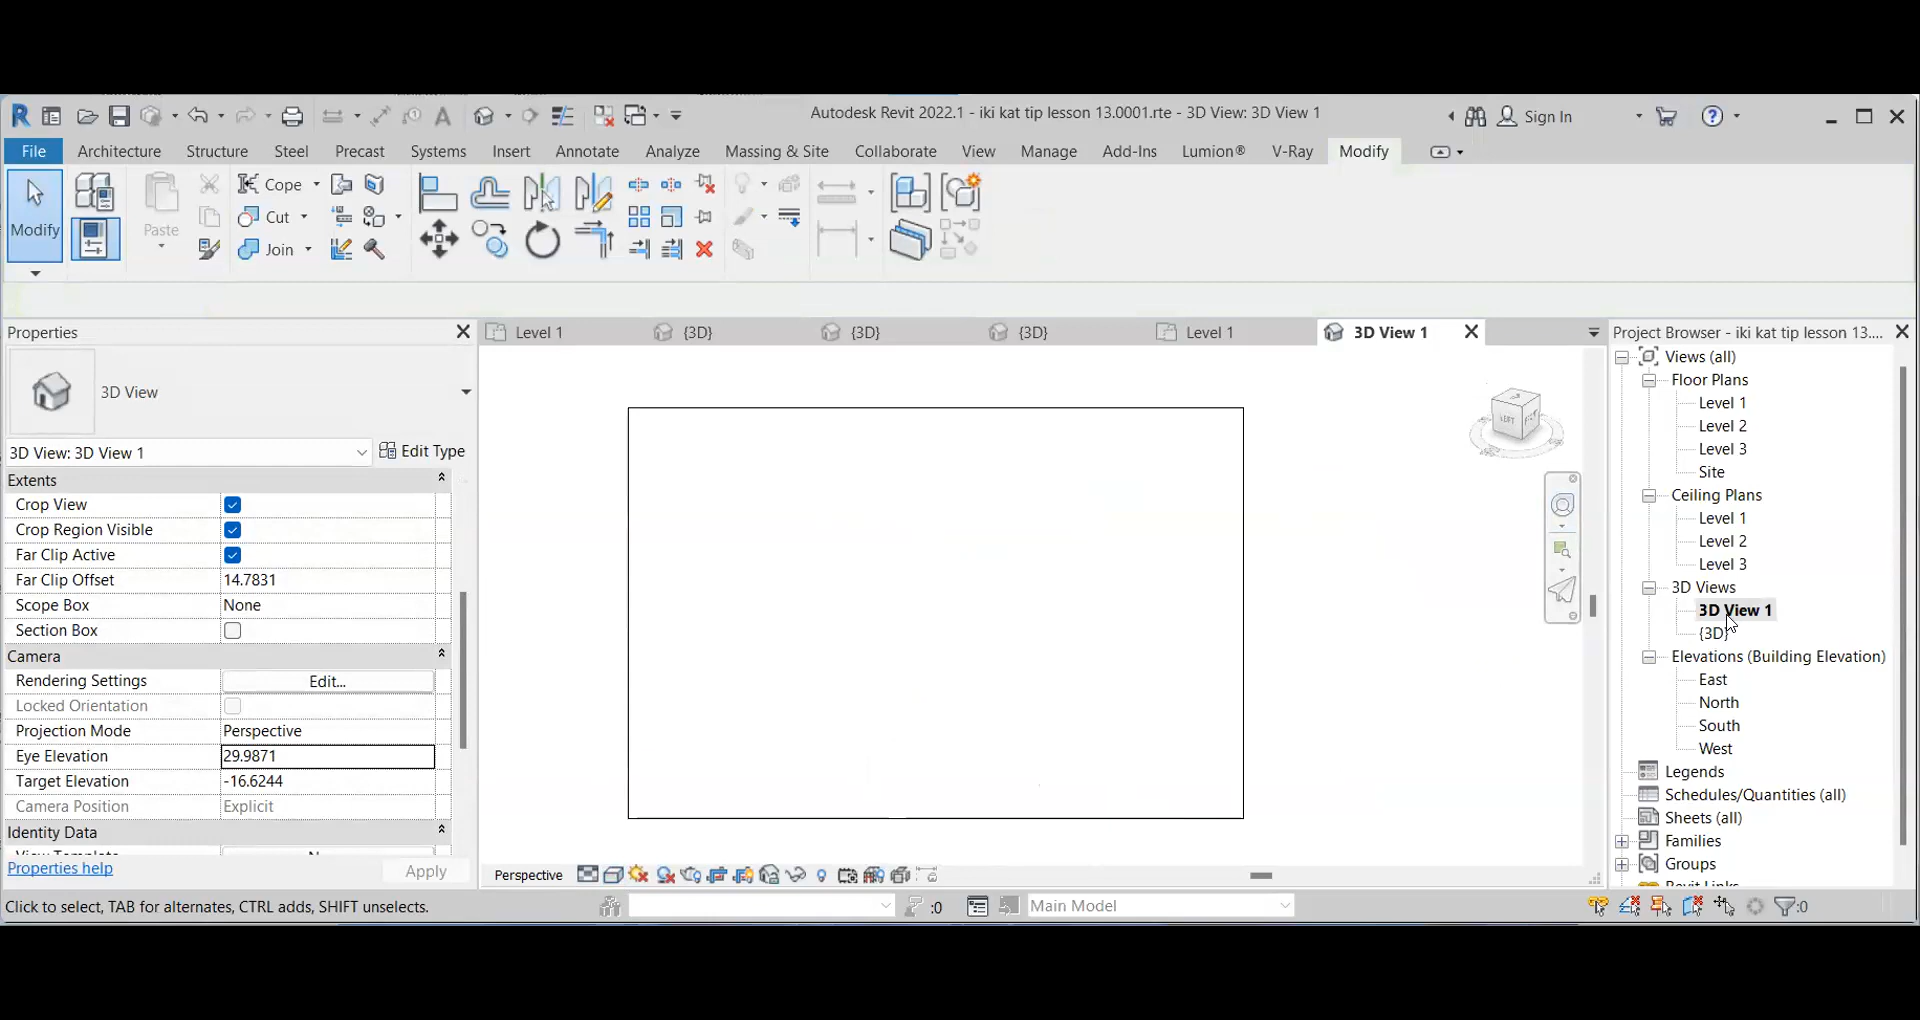 Autodesk Revit 2022.1 - iki kat tip lesson 13.0001.rte - 3D View: 3D View 1
Sign In
File Architecture Structure Steel Precast Systems Insert Annotate Analyze Massing & Site Collaborate View Manage Add-Ins Lumion® V-Ray Modify
Modify
Paste
Cope
Cut
Join
Properties
3D View
3D View: 3D View 1
Edit Type
Extents
Crop View
Crop Region Visible
Far Clip Active
Far Clip Offset 14.7831
Scope Box None
Section Box
Camera
Rendering Settings Edit...
Locked Orientation
Projection Mode Perspective
Eye Elevation 29.9871
Target Elevation -16.6244
Camera Position Explicit
Identity Data
Properties help
Apply
Level 1 {3D} {3D} {3D} Level 1 3D View 1
LEFT
Perspective
Project Browser - iki kat tip lesson 13....
Views (all)
Floor Plans
Level 1
Level 2
Level 3
Site
Ceiling Plans
Level 1
Level 2
Level 3
3D Views
3D View 1
{3D}
Elevations (Building Elevation)
East
North
South
West
Legends
Schedules/Quantities (all)
Sheets (all)
Families
Groups
Click to select, TAB for alternates, CTRL adds, SHIFT unselects.
:0
Main Model
:0